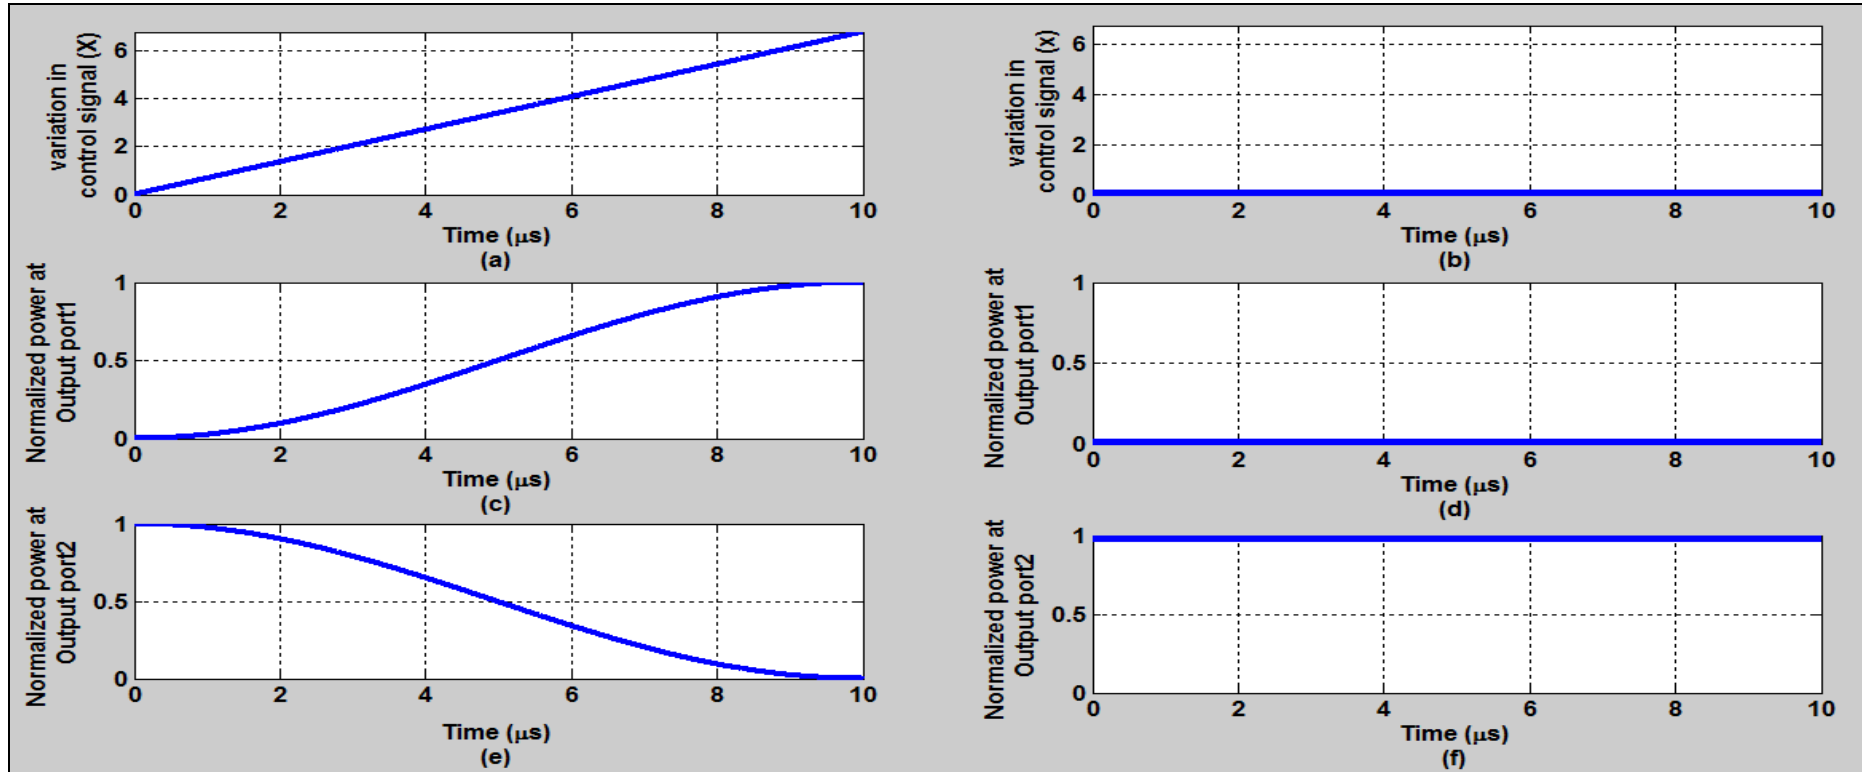 variation in
control signal (X)
6
4
2
0
0 2 4 6 8 10
Time (μs)
(a)
variation in
control signal (x)
6
4
2
0
0 2 4 6 8 10
Time (μs)
(b)
Normalized power at
Output port1
1
0.5
0
0 2 4 6 8 10
Time (μs)
(c)
Normalized power at
Output port1
1
0.5
0
0 2 4 6 8 10
Time (μs)
(d)
Normalized power at
Output port2
1
0.5
0
0 2 4 6 8 10
Time (μs)
(e)
Normalized power at
Output port2
1
0.5
0
0 2 4 6 8 10
Time (μs)
(f)